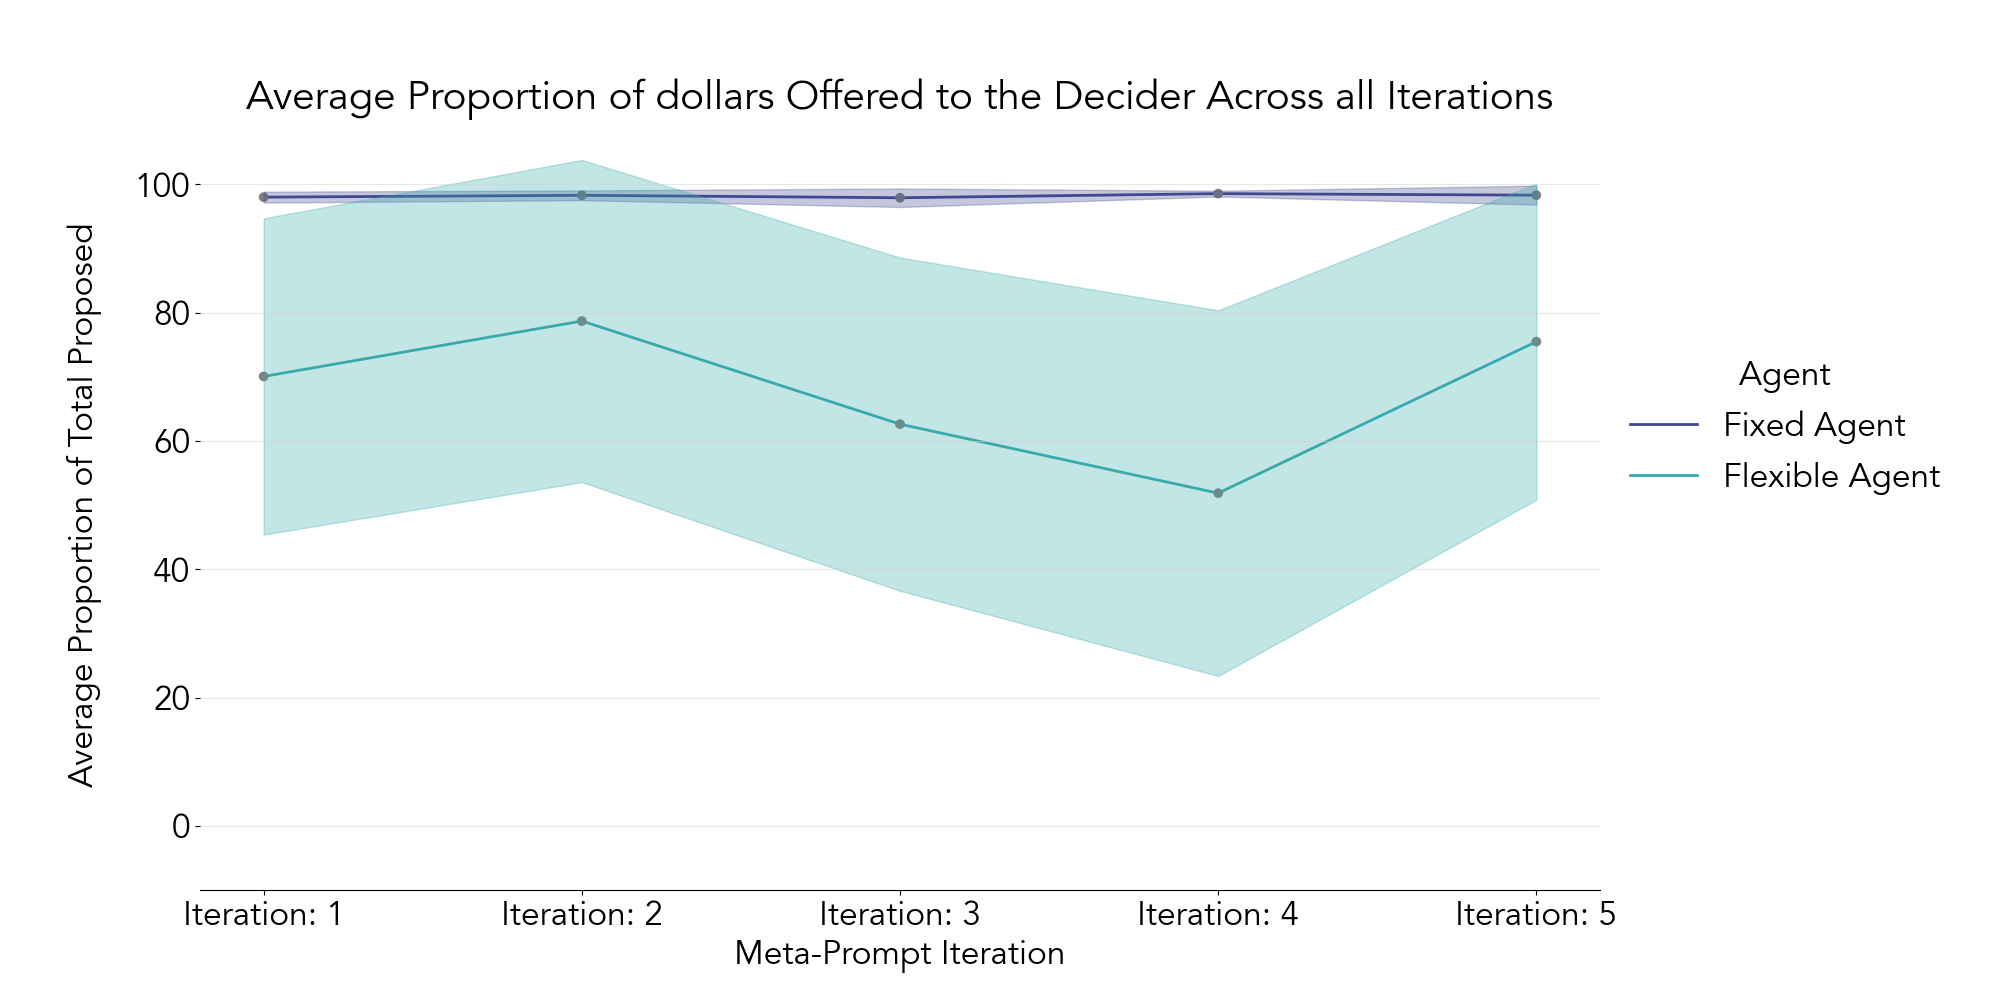 Average Proportion of dollars Offered to the Decider Across all Iterations
Average Proportion of Total Proposed
100
80
60
40
20
0
Iteration: 1
Iteration: 2
Iteration: 3
Iteration: 4
Iteration: 5
Meta-Prompt Iteration
Agent
Fixed Agent
Flexible Agent